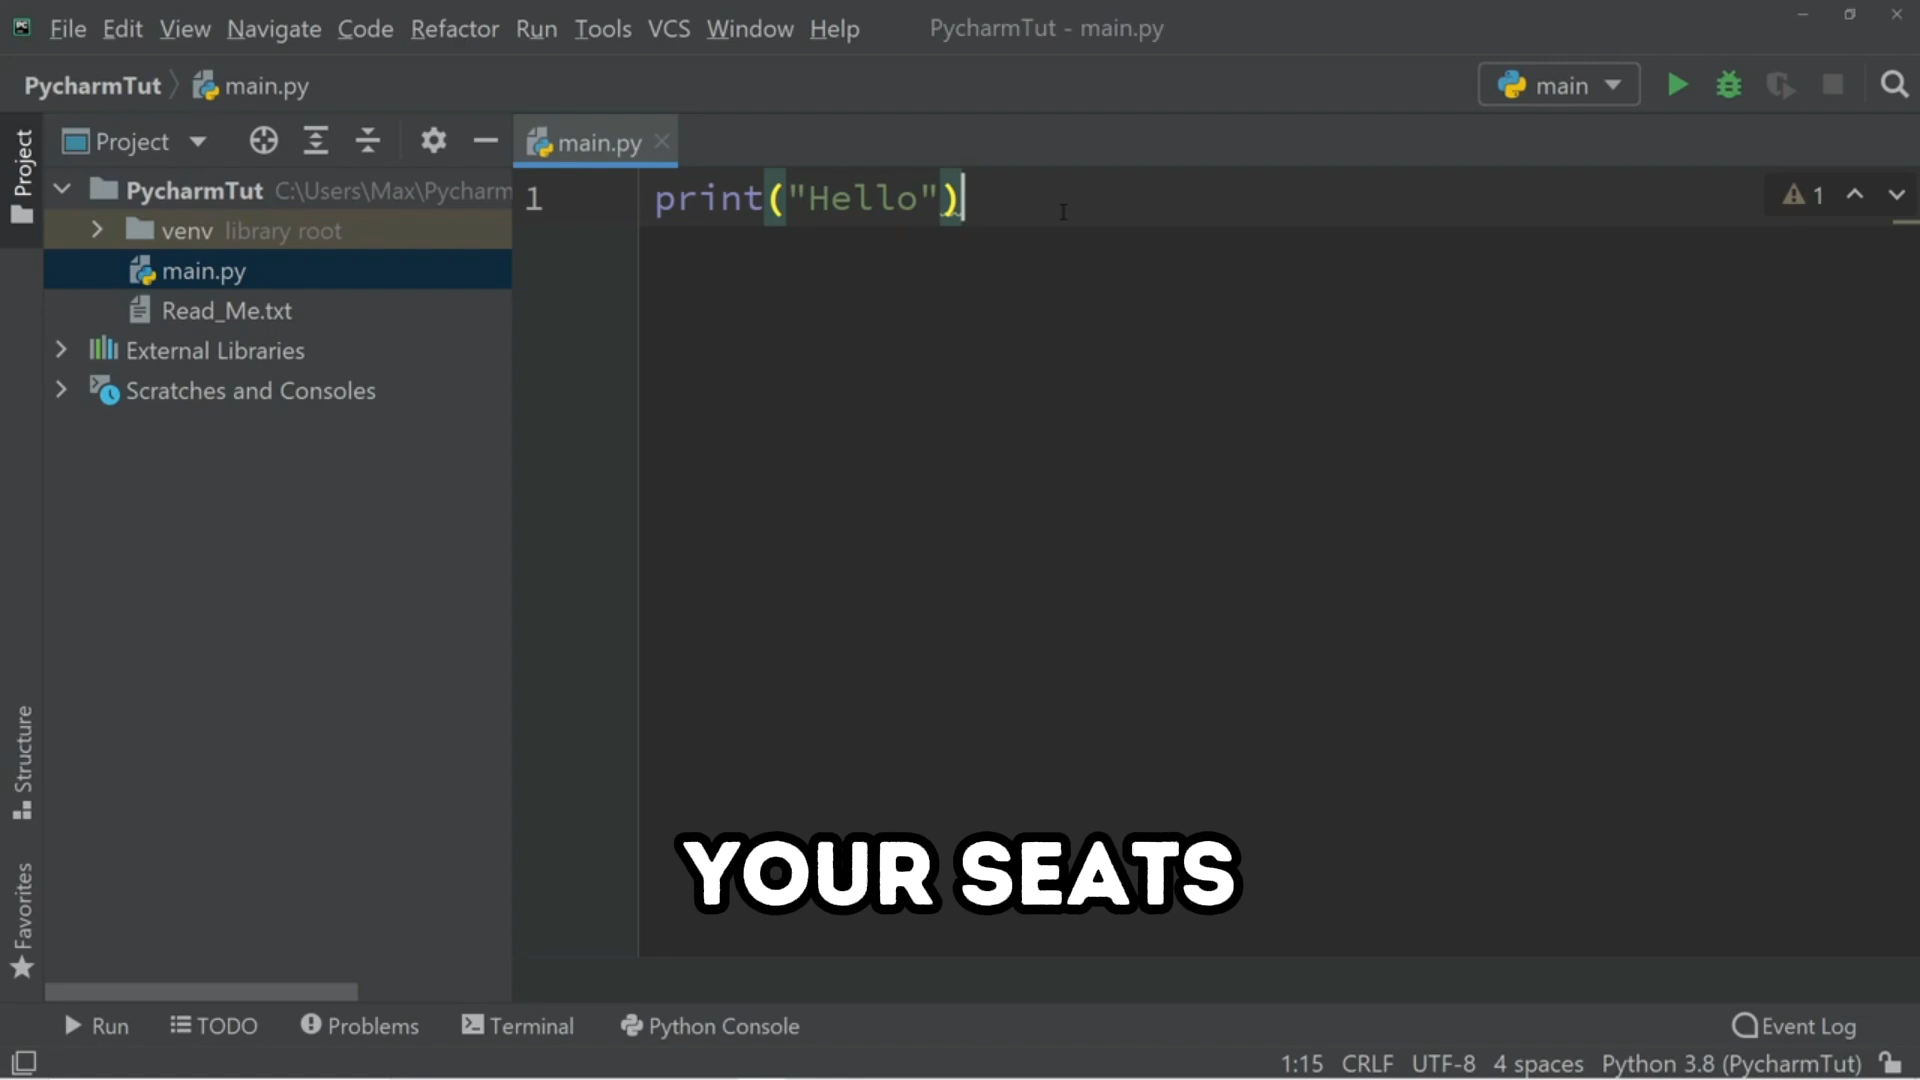 File Edit View Navigate Code Refactor Run Tools VCS Window Help PycharmTut - main.py
PycharmTut main.py main
Project
Project main.py
PycharmTut C:\Users\Max\Pycharm
venv library root
main.py
Read_Me.txt
External Libraries
Scratches and Consoles
1 print("Hello") 1
YOUR SEATS
Structure
Favorites
Run TODO Problems Terminal Python Console Event Log
1:15 CRLF UTF-8 4 spaces Python 3.8 (PycharmTut)